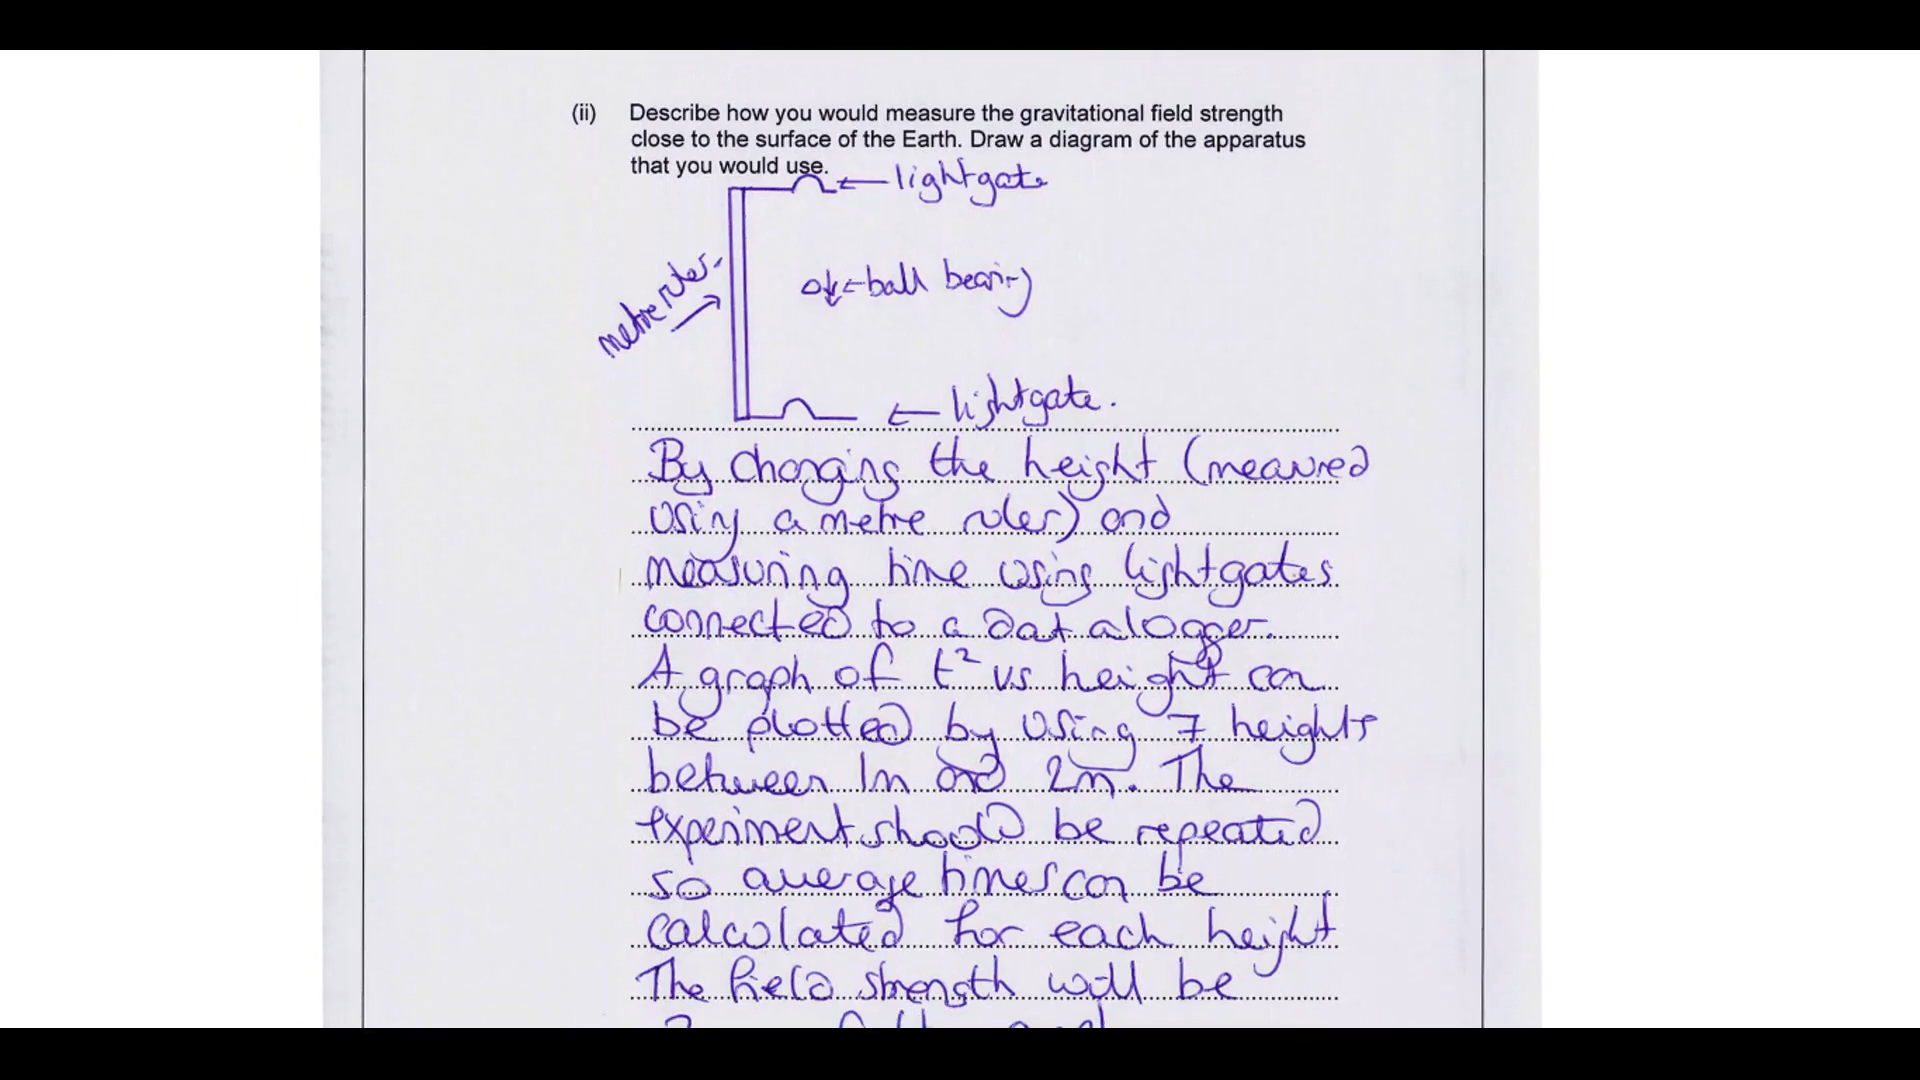 (ii) Describe how you would measure the gravitational field strength
close to the surface of the Earth. Draw a diagram of the apparatus
that you would use.
lightgate
metre ruler
ball bearing
lightgate.
By changing the height (measured
using a metre ruler) and
measuring time using lightgates
connected to a datalogger.
A graph of t² vs height can
be plotted by using 7 heights
between 1m and 2m. The
experiment should be repeated
so average times can be
calculated for each height
The field strength will be